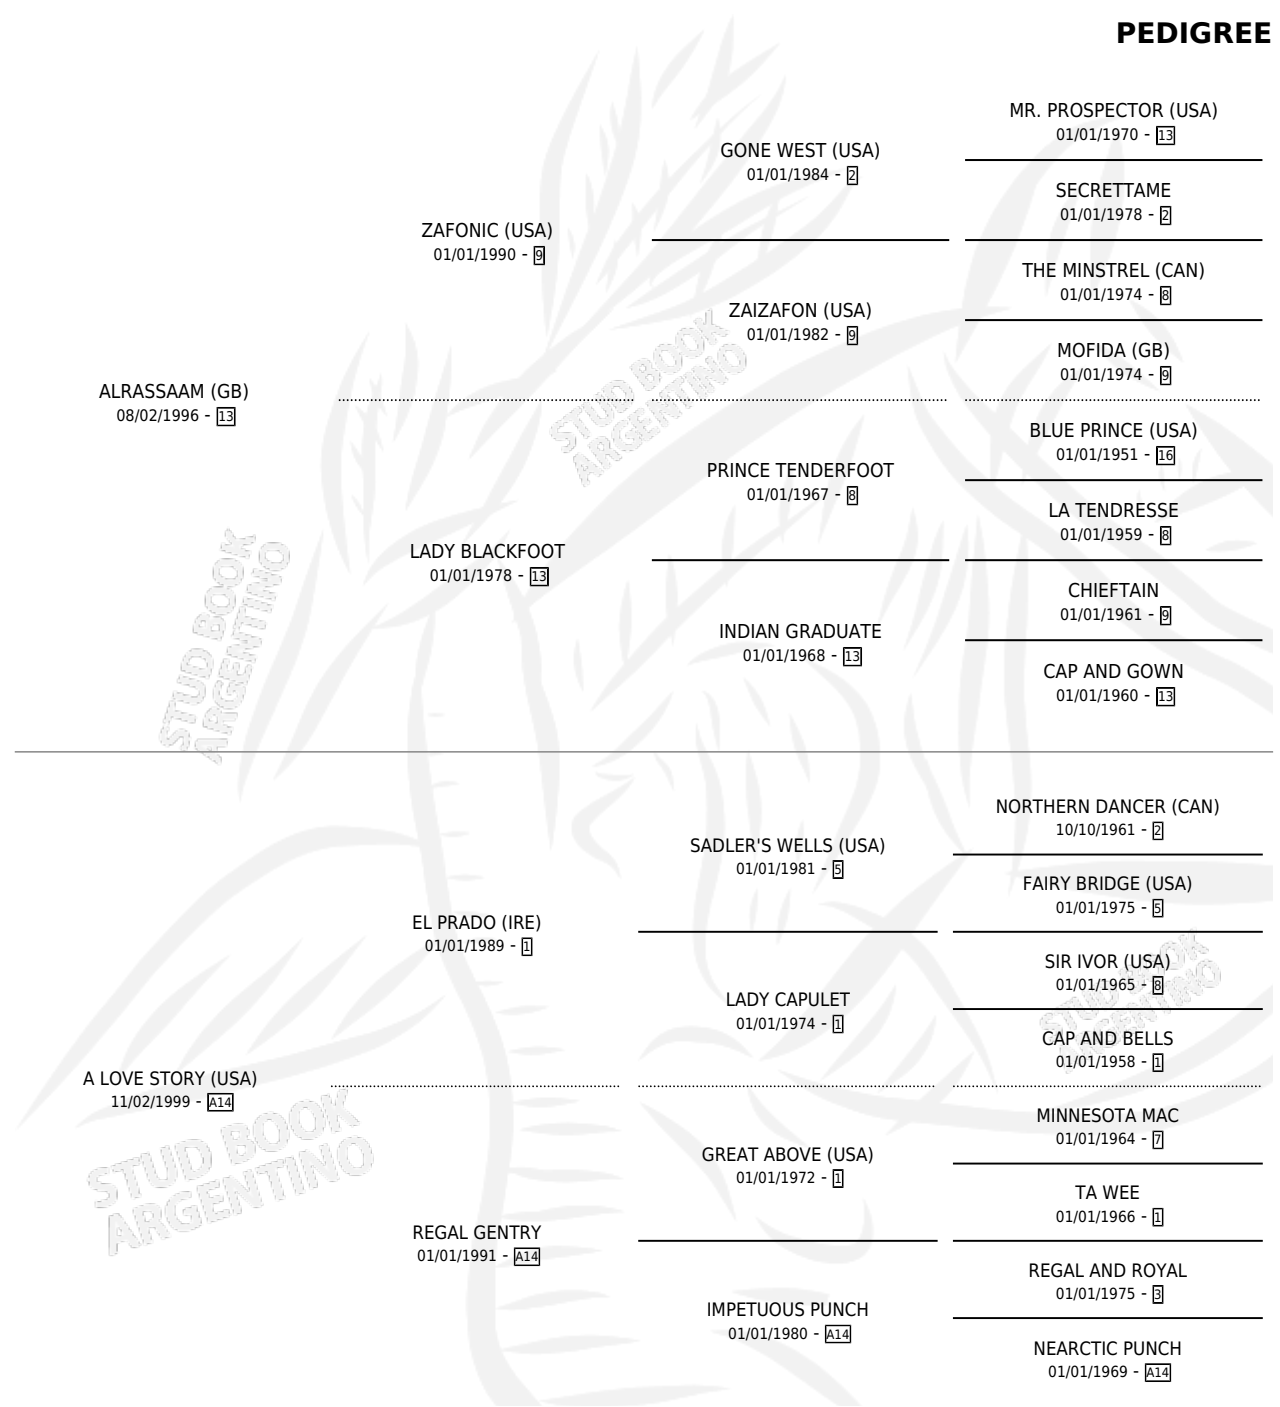 PEDIGREE
MR. PROSPECTOR (USA)
01/01/1970 - 13
GONE WEST (USA)
01/01/1984 - 2
SECRETTAME
01/01/1978 - 2
ZAFONIC (USA)
01/01/1990 - 9
THE MINSTREL (CAN)
01/01/1974 - 8
ZAIZAFON (USA)
01/01/1982 - 9
MOFIDA (GB)
01/01/1974 - 9
ALRASSAAM (GB)
08/02/1996 - 13
BLUE PRINCE (USA)
01/01/1951 - 16
PRINCE TENDERFOOT
01/01/1967 - 8
LA TENDRESSE
01/01/1959 - 8
LADY BLACKFOOT
01/01/1978 - 13
CHIEFTAIN
01/01/1961 - 9
INDIAN GRADUATE
01/01/1968 - 13
CAP AND GOWN
01/01/1960 - 13
NORTHERN DANCER (CAN)
10/10/1961 - 2
SADLER'S WELLS (USA)
01/01/1981 - 5
FAIRY BRIDGE (USA)
01/01/1975 - 5
EL PRADO (IRE)
01/01/1989 - 1
SIR IVOR (USA)
01/01/1965 - 8
LADY CAPULET
01/01/1974 - 1
CAP AND BELLS
01/01/1958 - 1
A LOVE STORY (USA)
11/02/1999 - A14
MINNESOTA MAC
01/01/1964 - 7
GREAT ABOVE (USA)
01/01/1972 - 1
TA WEE
01/01/1966 - 1
REGAL GENTRY
01/01/1991 - A14
REGAL AND ROYAL
01/01/1975 - 3
IMPETUOUS PUNCH
01/01/1980 - A14
NEARCTIC PUNCH
01/01/1969 - A14
STUD BOOK
ARGENTINO
STUD BOOK
ARGENTINO
STUD BOOK
ARGENTINO
STUD BOOK
ARGENTINO